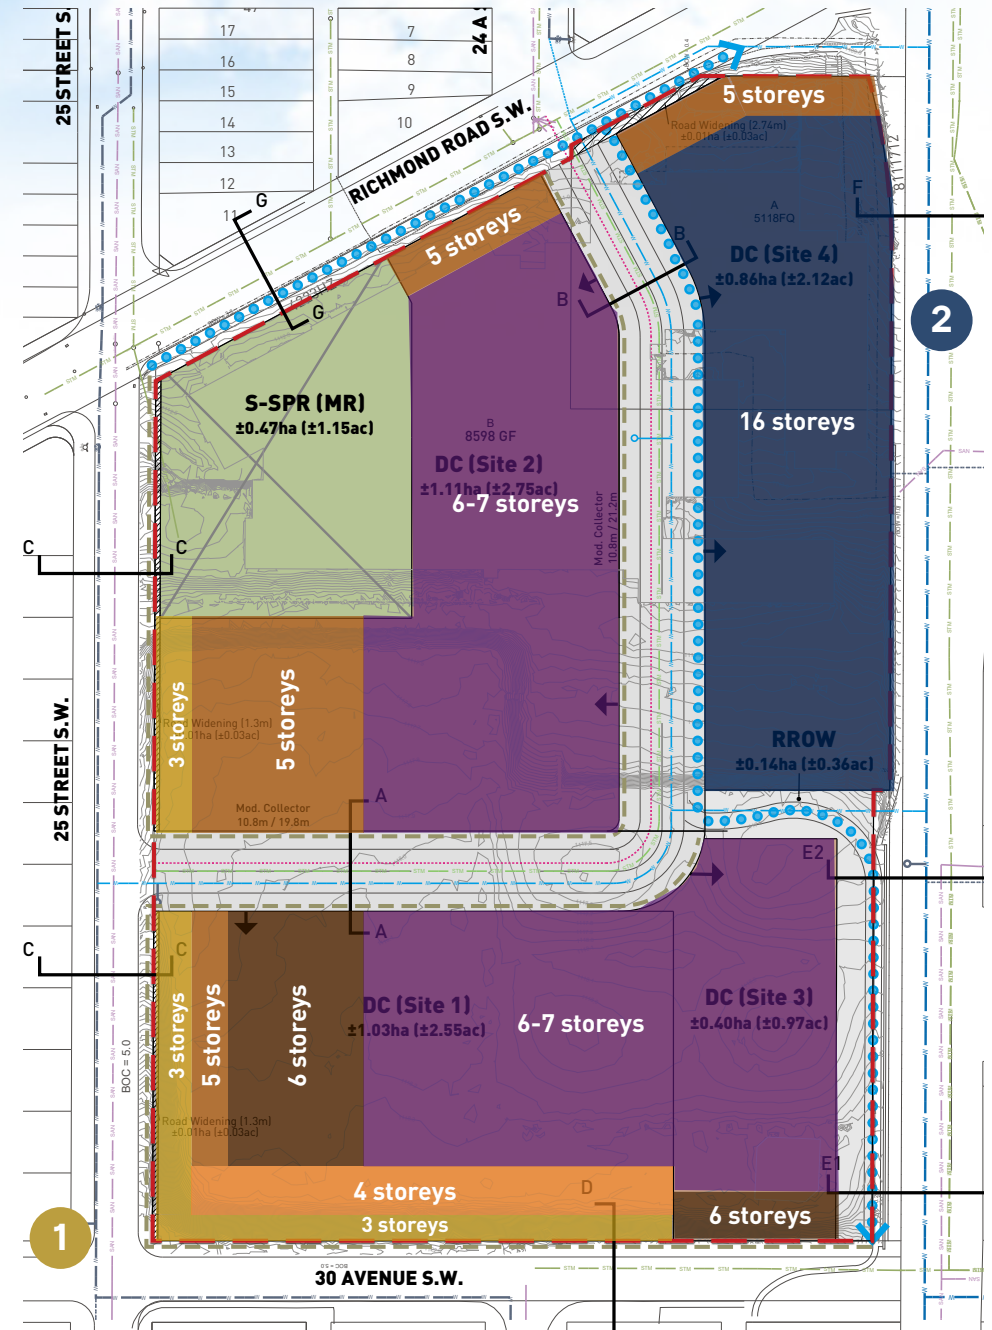 25 STREET S.
17
16
15
14
13
12
11
7
8
9
10
24 A
RICHMOND ROAD S.W.
G
G
5 storeys
Road Widening (2.74m)
±0.01ha (±0.03ac)
5 storeys
A
5118FQ
8111712
F
B
B
DC (Site 4)
±0.86ha (±2.12ac)
2
S-SPR (MR)
±0.47ha (±1.15ac)
16 storeys
B
8598 GF
DC (Site 2)
±1.11ha (±2.75ac)
6-7 storeys
Mod. Collector
10.8m / 21.2m
C
C
3 storeys
5 storeys
Road Widening (1.3m)
.01ha (±0.03ac)
25 STREET S.W.
RROW
±0.14ha (±0.36ac)
Mod. Collector
10.8m / 19.8m
A
A
E2
C
C
3 storeys
5 storeys
6 storeys
DC (Site 1)
±1.03ha (±2.55ac)
6-7 storeys
DC (Site 3)
±0.40ha (±0.97ac)
BOC = 5.0
Road Widening (1.3m)
±0.01ha (±0.03ac)
E1
4 storeys
D
3 storeys
6 storeys
1
BOC = 5.0
30 AVENUE S.W.
STM
SAN
W